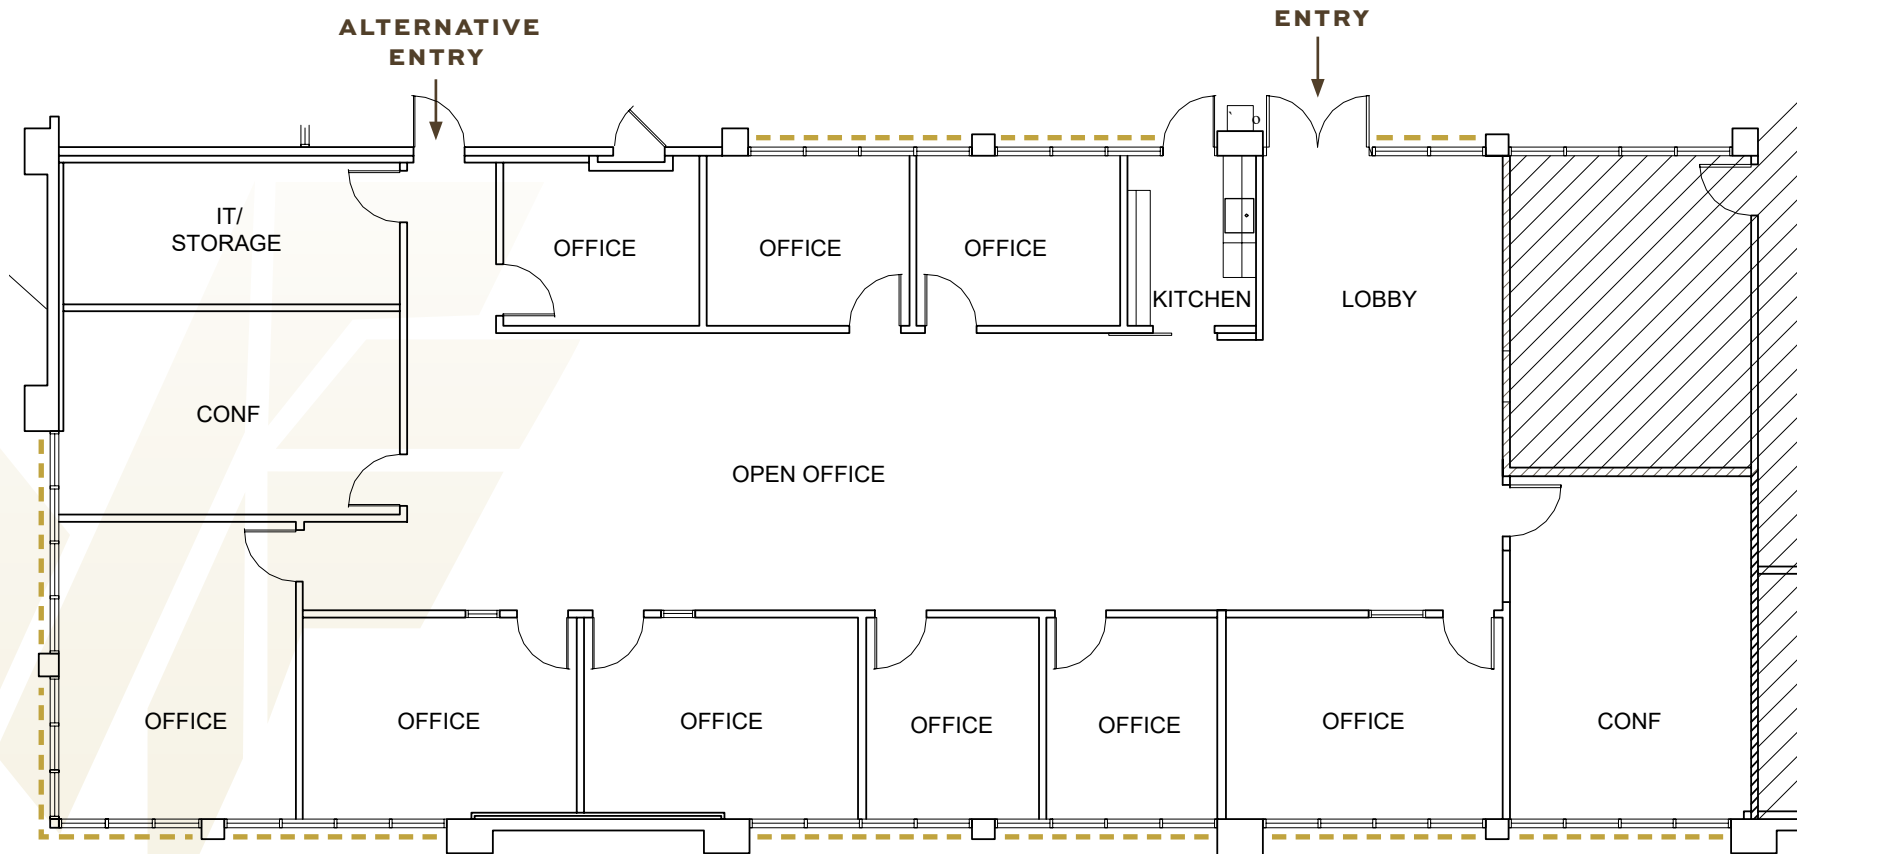 ALTERNATIVE
ENTRY
ENTRY
IT/
STORAGE
OFFICE
OFFICE
OFFICE
KITCHEN
LOBBY
CONF
OPEN OFFICE
OFFICE
OFFICE
OFFICE
OFFICE
OFFICE
OFFICE
CONF